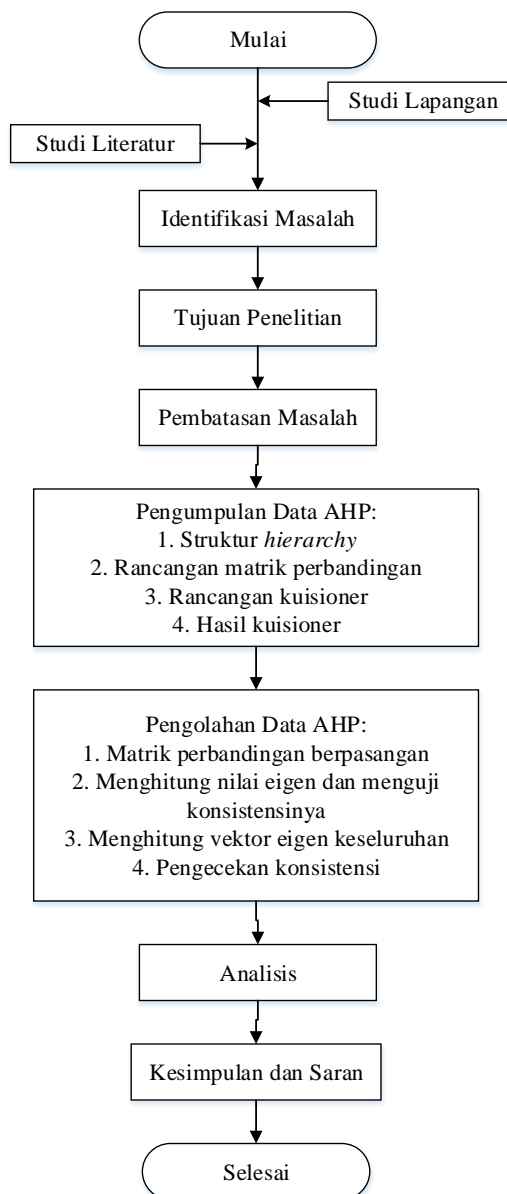 Mulai
Studi Lapangan
Studi Literatur
Identifikasi Masalah
Tujuan Penelitian
Pembatasan Masalah
Pengumpulan Data AHP:
1. Struktur hierarchy
2. Rancangan matrik perbandingan
3. Rancangan kuisioner
4. Hasil kuisioner
Pengolahan Data AHP:
1. Matrik perbandingan berpasangan
2. Menghitung nilai eigen dan menguji
konsistensinya
3. Menghitung vektor eigen keseluruhan
4. Pengecekan konsistensi
Analisis
Kesimpulan dan Saran
Selesai